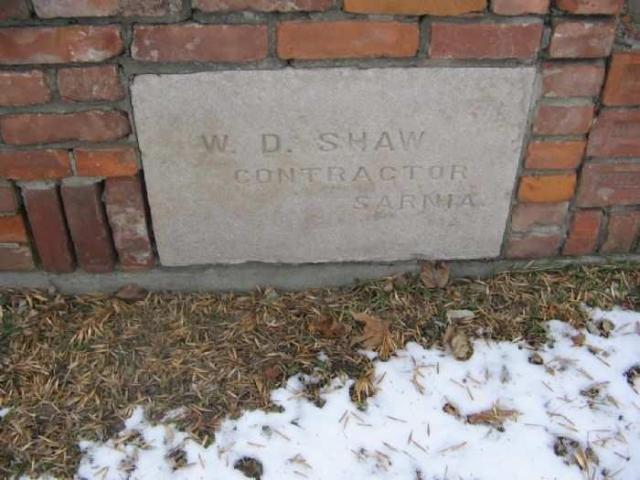 W. D. SHAW
CONTRACTOR
SARNIA